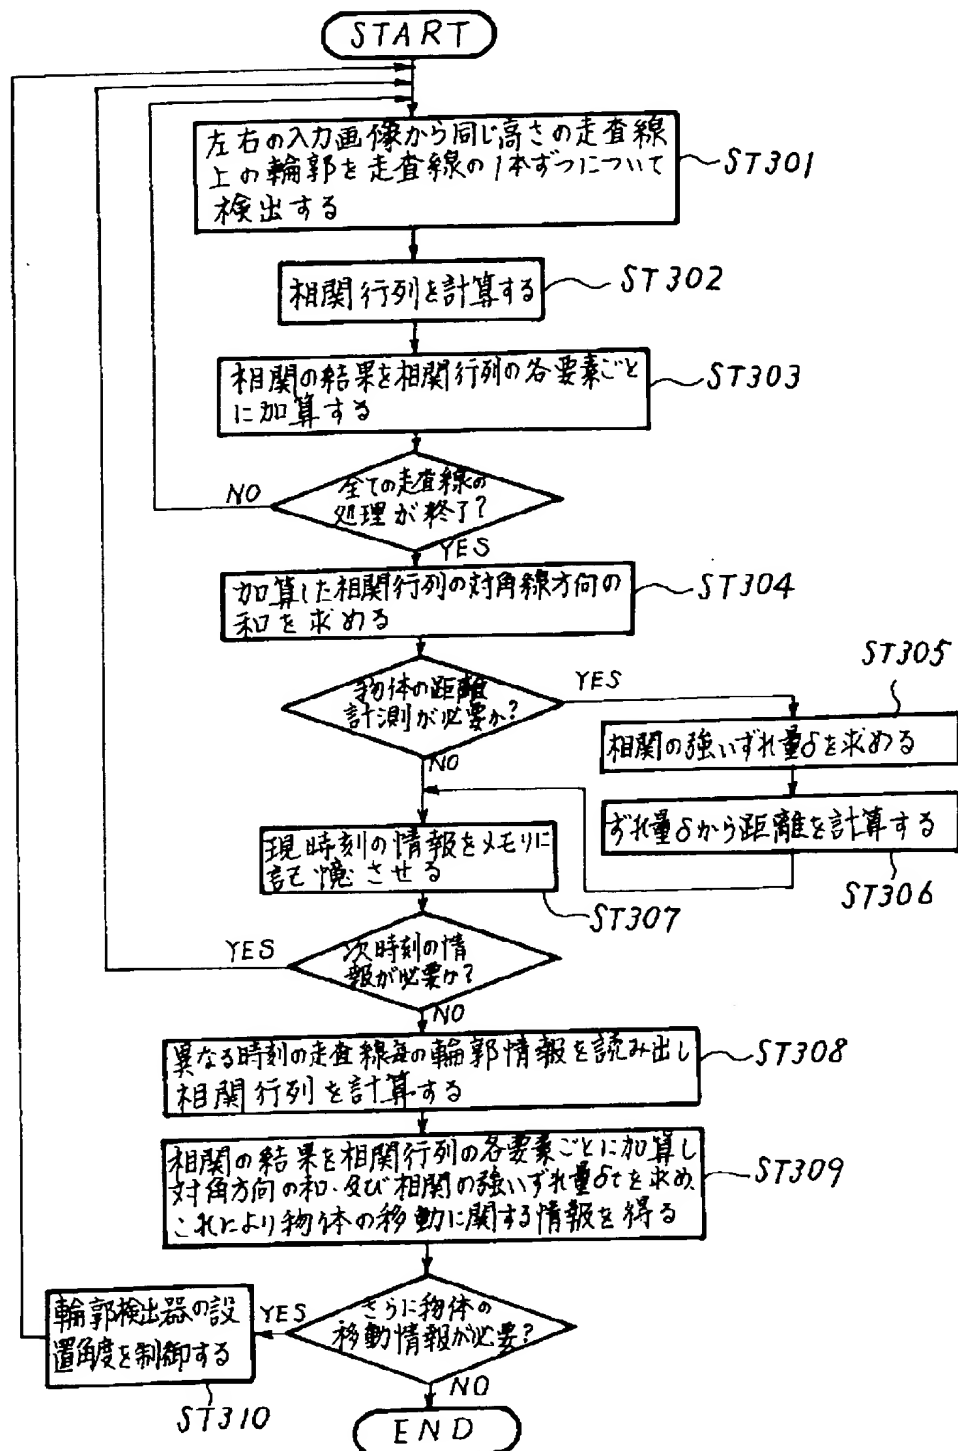 START
左右の入力画像から同じ高さの走査線
上の輪郭を走査線の1本ずつについて
検出する
ST301
相関行列を計算する
ST302
相関の結果を相関行列の各要素ごと
に加算する
ST303
全ての走査線の
処理が終了?
NO
YES
加算した相関行列の対角線方向の
和を求める
ST304
物体の距離
計測が必要か?
YES
NO
ST305
相関の強いずれ量δを求める
ずれ量δから距離を計算する
ST306
現時刻の情報をメモリに
記憶させる
ST307
次時刻の情
報が必要か?
YES
NO
異なる時刻の走査線毎の輪郭情報を読み出し
相関行列を計算する
ST308
相関の結果を相関行列の各要素ごとに加算し
対角方向の和、及び相関の強いずれ量δtを求め、
これにより物体の移動に関する情報を得る
ST309
さらに物体の
移動情報が必要?
YES
NO
輪郭検出器の設
置角度を制御する
ST310
END